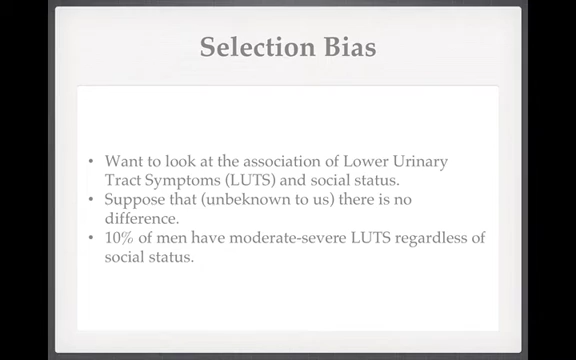 Selection Bias
• Want to look at the association of Lower Urinary
Tract Symptoms (LUTS) and social status.
• Suppose that (unbeknown to us) there is no
difference.
• 10% of men have moderate-severe LUTS regardless of
social status.